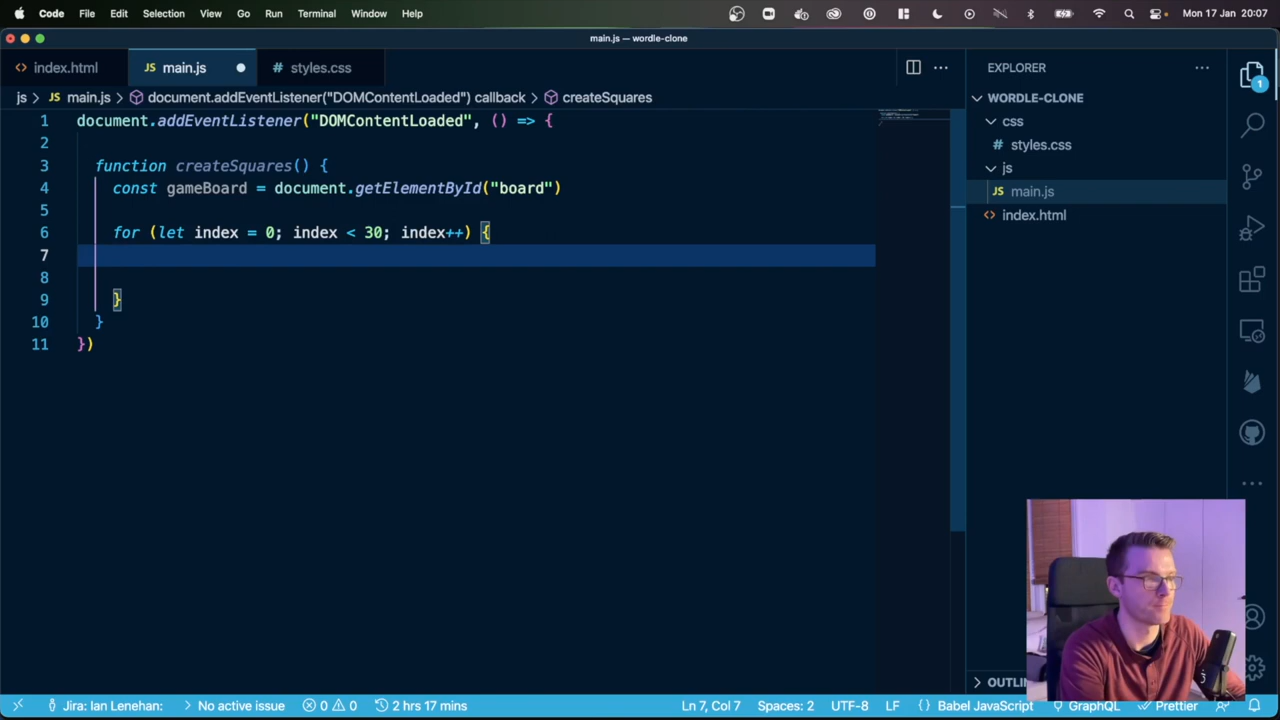 Code File Edit Selection View Go Run Terminal Window Help Mon 17 Jan 20:07
main.js — wordle-clone
index.html JS main.js styles.css EXPLORER
js > JS main.js > document.addEventListener("DOMContentLoaded") callback > createSquares WORDLE-CLONE
1 document.addEventListener("DOMContentLoaded", () => {
2
3 function createSquares() {
4 const gameBoard = document.getElementById("board")
5
6 for (let index = 0; index < 30; index++) {
7
8
9 }
10 }
11 })
css
styles.css
js
JS main.js
index.html
1
OUTLINE
Jira: Ian Lenehan: No active issue 0 0 2 hrs 17 mins Ln 7, Col 7 Spaces: 2 UTF-8 LF {} Babel JavaScript GraphQL Prettier